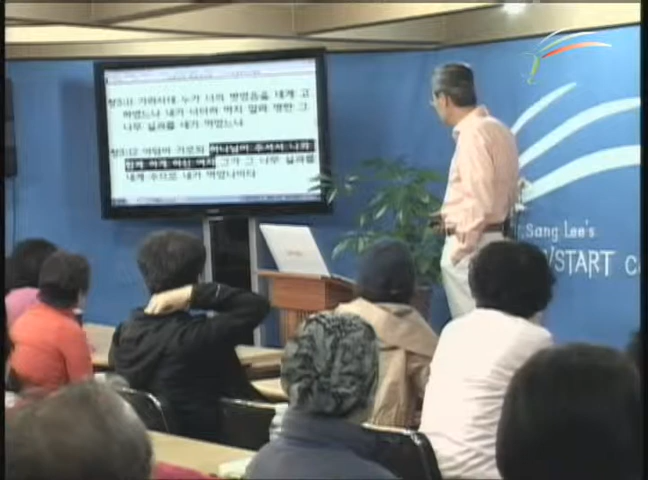 창3:11 가라사대 누가 너의 벗었음을 네게 고
하였느냐 내가 너더러 먹지 말라 명한 그
나무 실과를 네가 먹었느냐
창3:12 아담이 가로되 하나님이 주셔서 나와
함께 하게 하신 여자 그가 그 나무 실과를
내게 주므로 내가 먹었나이다
Sang Lee's
START